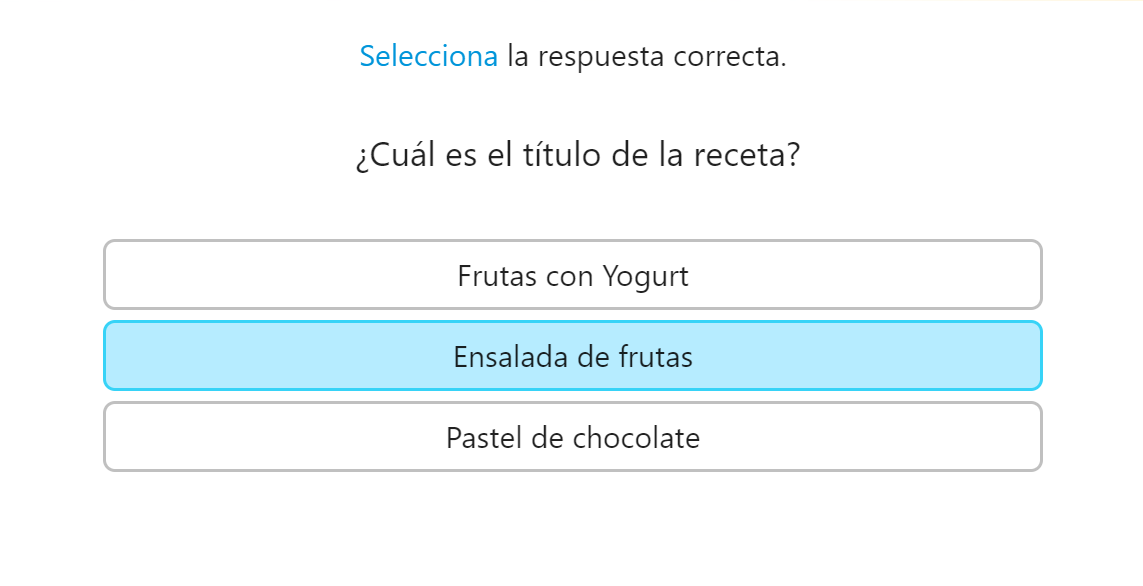 Selecciona la respuesta correcta.
¿Cuál es el título de la receta?
Frutas con Yogurt
Ensalada de frutas
Pastel de chocolate